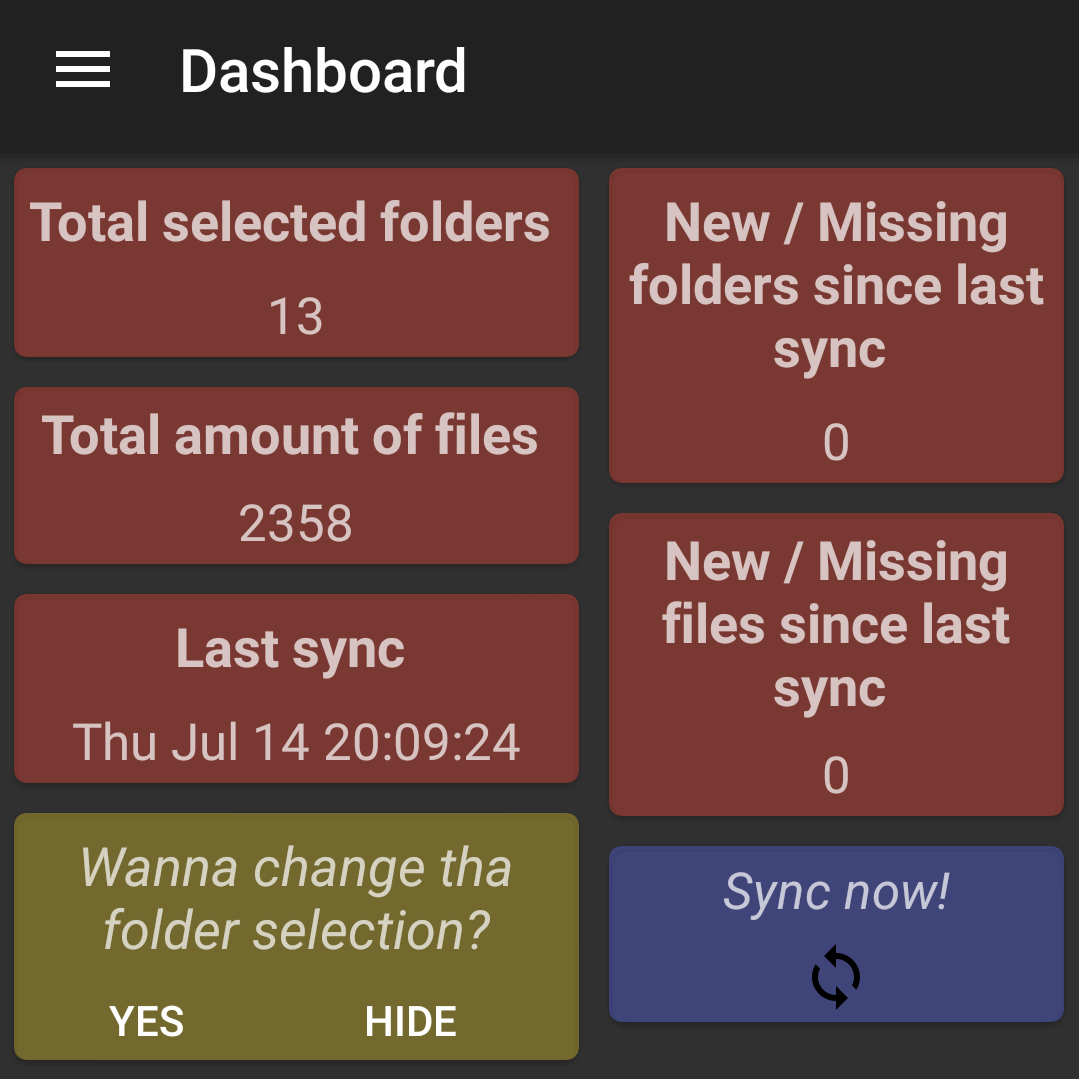 Dashboard
Total selected folders
13
Total amount of files
2358
Last sync
Thu Jul 14 20:09:24
Wanna change tha
folder selection?
YES HIDE
New / Missing
folders since last
sync
0
New / Missing
files since last
sync
0
Sync now!